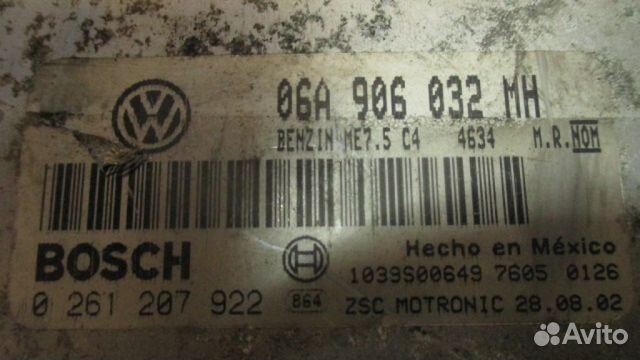 06A 906 032 MH
BENZIN ME7.5 C4 4634 M.R.NOM
BOSCH
Hecho en México
1039S00649 7605 0126
0 261 207 922 864 ZSC MOTRONIC 28.08.02
Avito